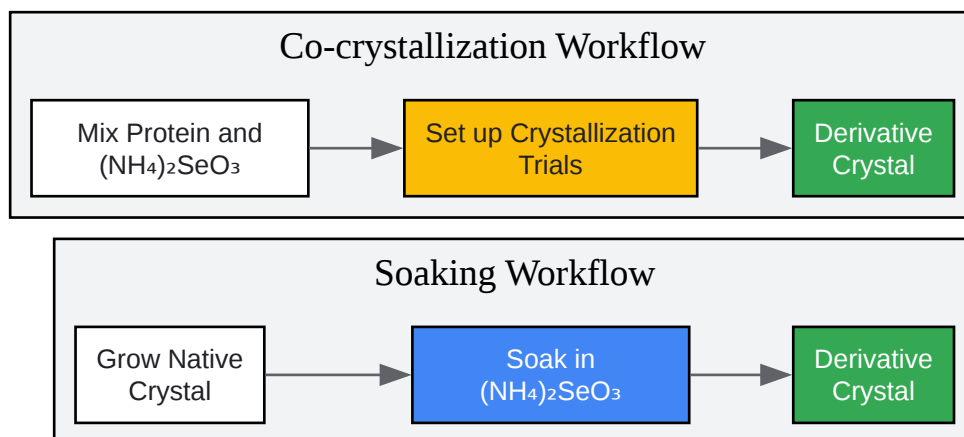 Co-crystallization Workflow
Mix Protein and
(NH₄)₂SeO₃
Set up Crystallization
Trials
Derivative
Crystal
Soaking Workflow
Grow Native
Crystal
Soak in
(NH₄)₂SeO₃
Derivative
Crystal